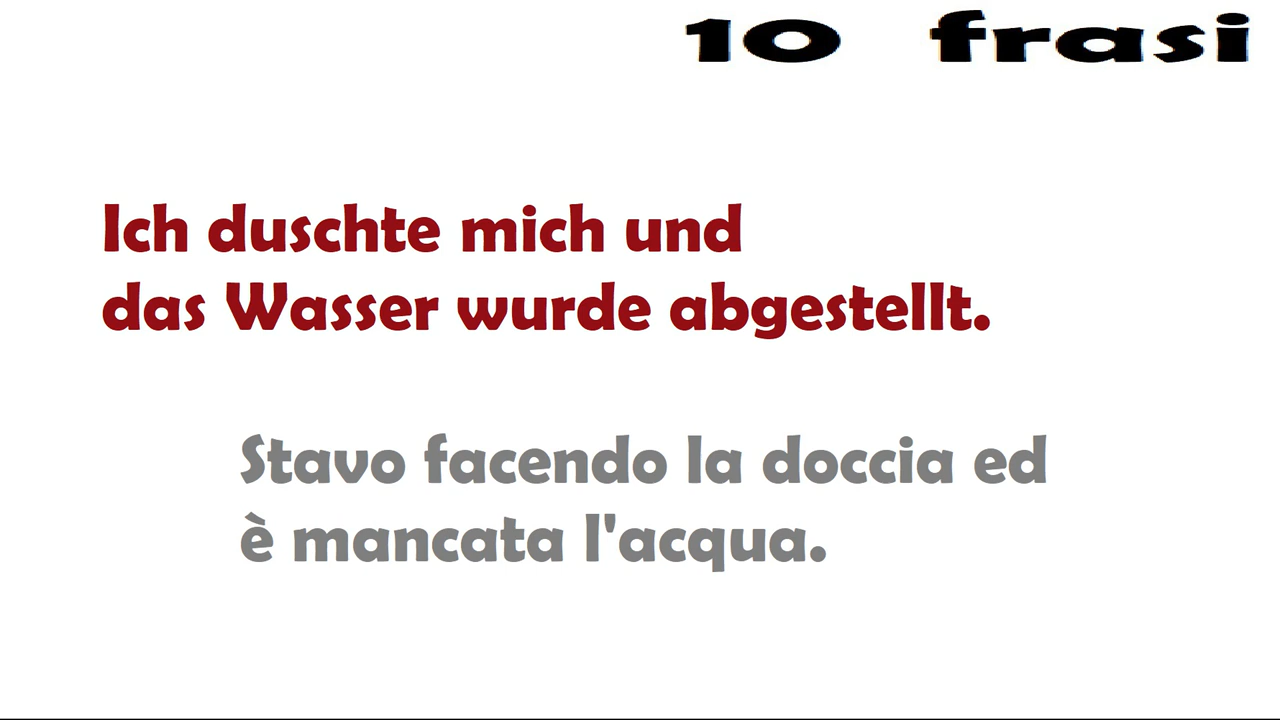 10 frasi
Ich duschte mich und
das Wasser wurde abgestellt.
Stavo facendo la doccia ed
è mancata l'acqua.